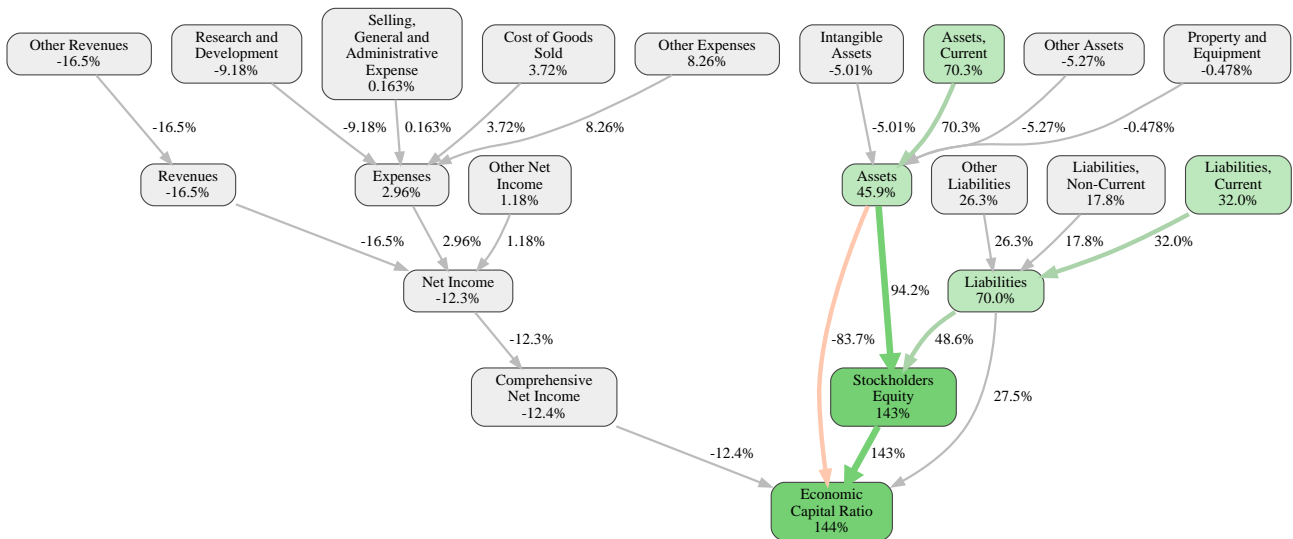 Other Revenues
-16.5%
Research and
Development
-9.18%
Selling,
General and
Administrative
Expense
0.163%
Cost of Goods
Sold
3.72%
Other Expenses
8.26%
Intangible
Assets
-5.01%
Assets,
Current
70.3%
Other Assets
-5.27%
Property and
Equipment
-0.478%
-16.5%
-9.18%
0.163%
3.72%
8.26%
-5.01%
70.3%
-5.27%
-0.478%
Revenues
-16.5%
Expenses
2.96%
Other Net
Income
1.18%
Assets
45.9%
Other
Liabilities
26.3%
Liabilities,
Non-Current
17.8%
Liabilities,
Current
32.0%
-16.5%
2.96%
1.18%
26.3%
17.8%
32.0%
Net Income
-12.3%
Liabilities
70.0%
94.2%
-12.3%
-83.7%
48.6%
Comprehensive
Net Income
-12.4%
Stockholders
Equity
143%
27.5%
-12.4%
143%
Economic
Capital Ratio
144%